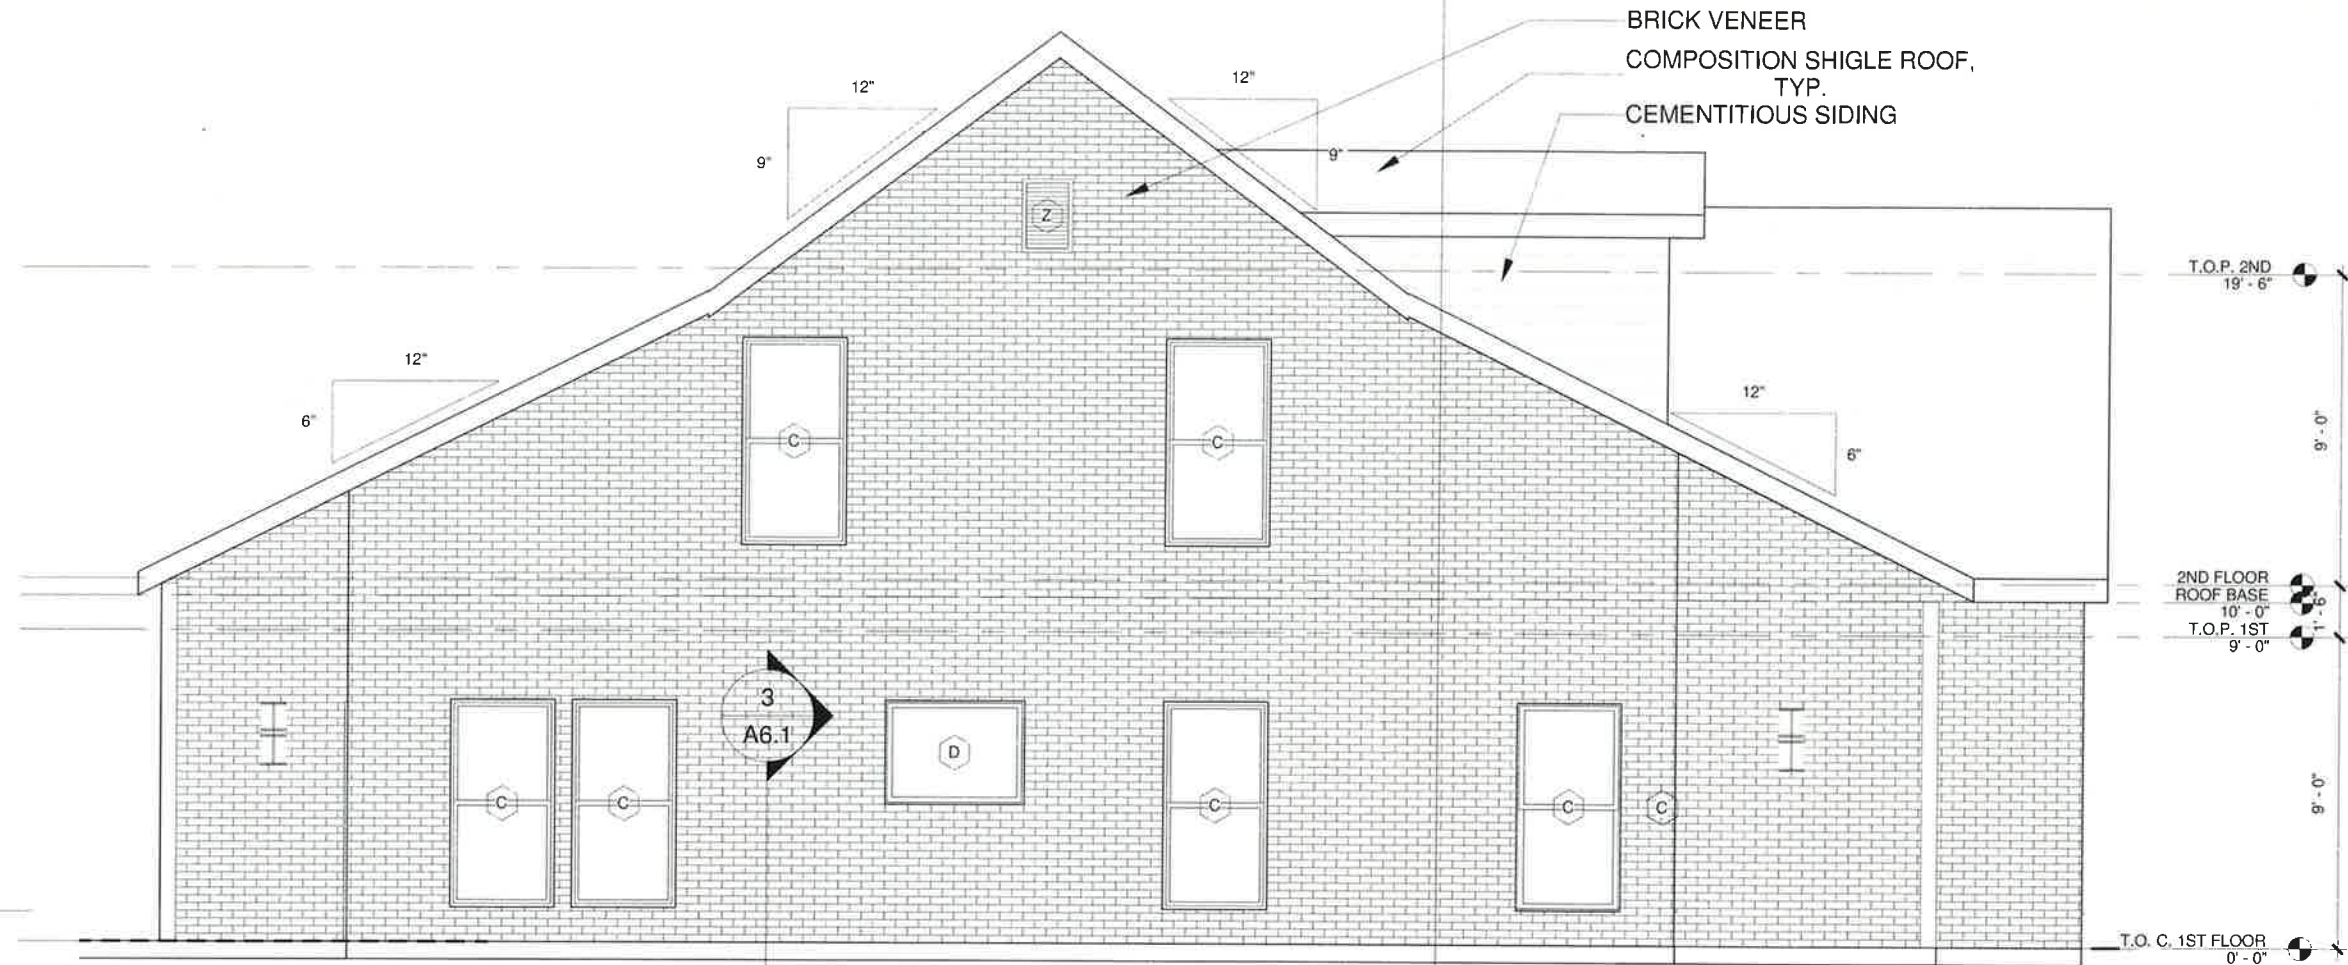 BRICK VENEER
COMPOSITION SHIGLE ROOF,
TYP.
CEMENTITIOUS SIDING
12"
12"
9"
9"
Z
T.O.P. 2ND
19' - 6"
12"
6"
12"
6"
C
C
9' - 0"
2ND FLOOR
ROOF BASE
10' - 0"
1' - 6"
T.O.P. 1ST
9' - 0"
3
A6.1
D
C
C
C
C
C
9' - 0"
T.O. C. 1ST FLOOR
0' - 0"